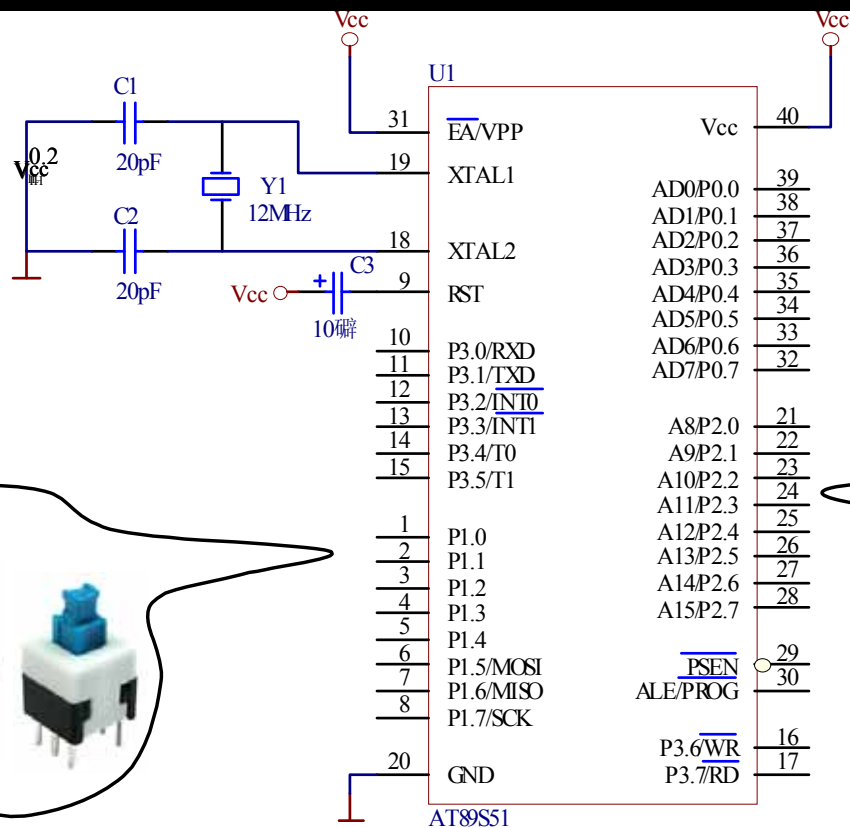 Vcc
Vcc
U1
C1
20pF
Y1
12MHz
C2
20pF
0.2
Vcc
Vcc
C3
10礔
31 EA/VPP
19 XTAL1
18 XTAL2
9 RST
10 P3.0/RXD
11 P3.1/TXD
12 P3.2/INT0
13 P3.3/INT1
14 P3.4/T0
15 P3.5/T1
1 P1.0
2 P1.1
3 P1.2
4 P1.3
5 P1.4
6 P1.5/MOSI
7 P1.6/MISO
8 P1.7/SCK
20 GND
Vcc 40
AD0/P0.0 39
AD1/P0.1 38
AD2/P0.2 37
AD3/P0.3 36
AD4/P0.4 35
AD5/P0.5 34
AD6/P0.6 33
AD7/P0.7 32
A8/P2.0 21
A9/P2.1 22
A10/P2.2 23
A11/P2.3 24
A12/P2.4 25
A13/P2.5 26
A14/P2.6 27
A15/P2.7 28
PSEN 29
ALE/PROG 30
P3.6/WR 16
P3.7/RD 17
AT89S51